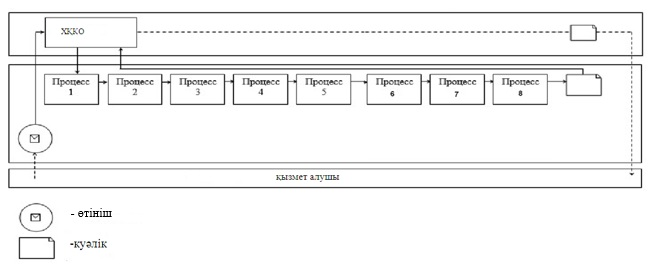 ХҚКО
Процесс 1
Процесс 2
Процесс 3
Процесс 4
Процесс 5
Процесс 6
Процесс 7
Процесс 8
қызмет алушы
- өтініш
-куәлік